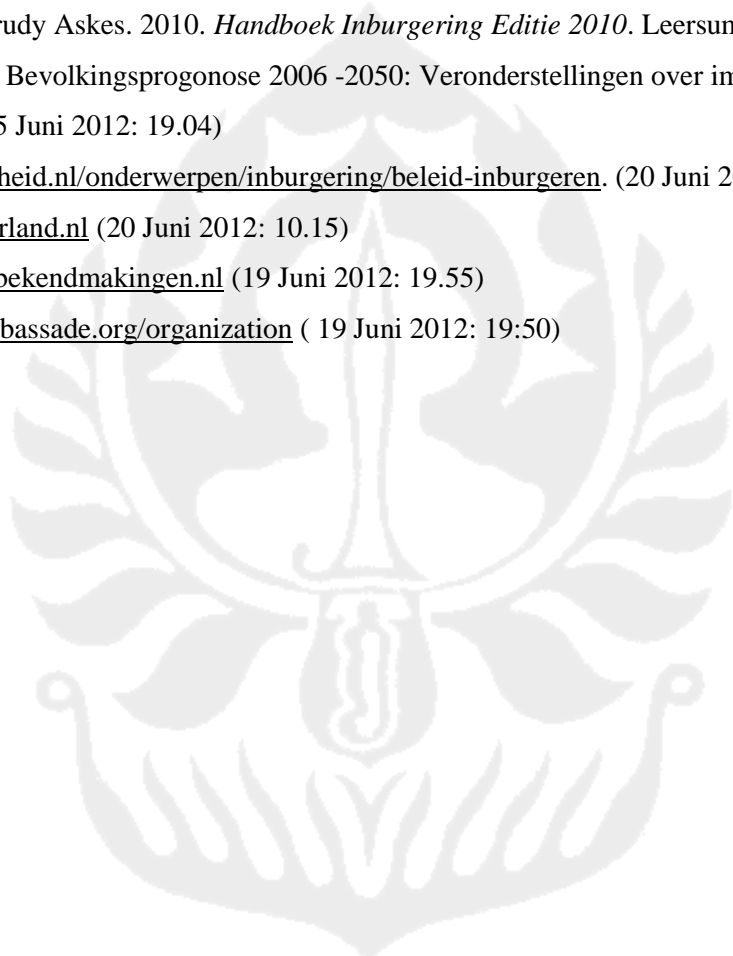 rudy Askes. 2010. Handboek Inburgering Editie 2010. Leersun
Bevolkingsprogonose 2006 -2050: Veronderstellingen over im
5 Juni 2012: 19.04)
heid.nl/onderwerpen/inburgering/beleid-inburgeren. (20 Juni 2
rland.nl (20 Juni 2012: 10.15)
bekendmakingen.nl (19 Juni 2012: 19.55)
bassade.org/organization ( 19 Juni 2012: 19:50)